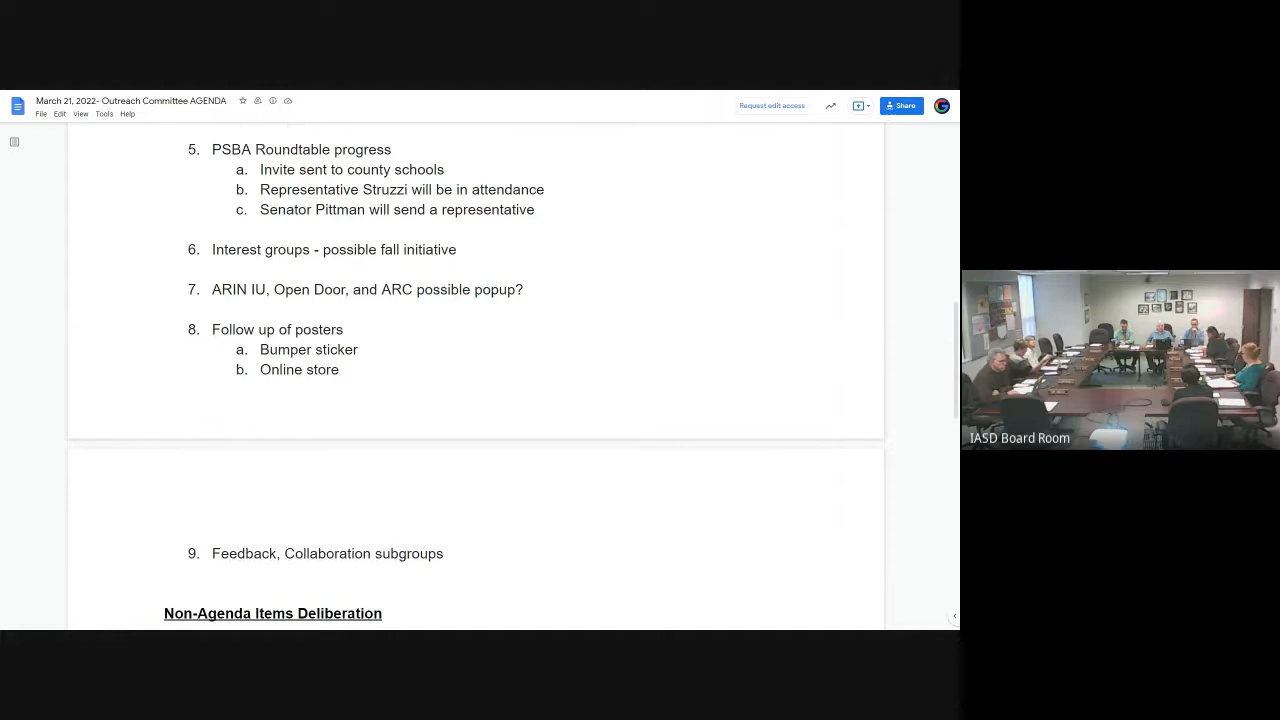 March 21, 2022- Outreach Committee AGENDA
File Edit View Tools Help
Request edit access
Share
5. PSBA Roundtable progress
a. Invite sent to county schools
b. Representative Struzzi will be in attendance
c. Senator Pittman will send a representative
6. Interest groups - possible fall initiative
7. ARIN IU, Open Door, and ARC possible popup?
8. Follow up of posters
a. Bumper sticker
b. Online store
9. Feedback, Collaboration subgroups
Non-Agenda Items Deliberation
IASD Board Room